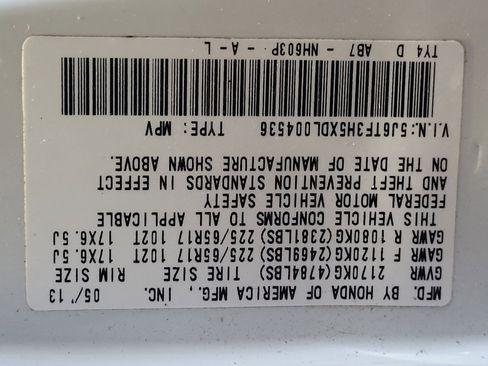 MFD. BY HONDA OF AMERICA MFG., INC. 05/'13
GVWR TIRE SIZE RIM SIZE
2170KG(4784LBS)
GAWR F 1120KG(2469LBS) 225/65R17 102T 17X6.5J
GAWR R 1080KG(2381LBS) 225/65R17 102T 17X6.5J
THIS VEHICLE CONFORMS TO ALL APPLICABLE
FEDERAL MOTOR VEHICLE SAFETY
AND THEFT PREVENTION STANDARDS IN EFFECT
ON THE DATE OF MANUFACTURE SHOWN ABOVE.
V.I.N.:5J6TF3H5XDL004536 TYPE: MPV
TY4 D AB7 - NH603P - A - L